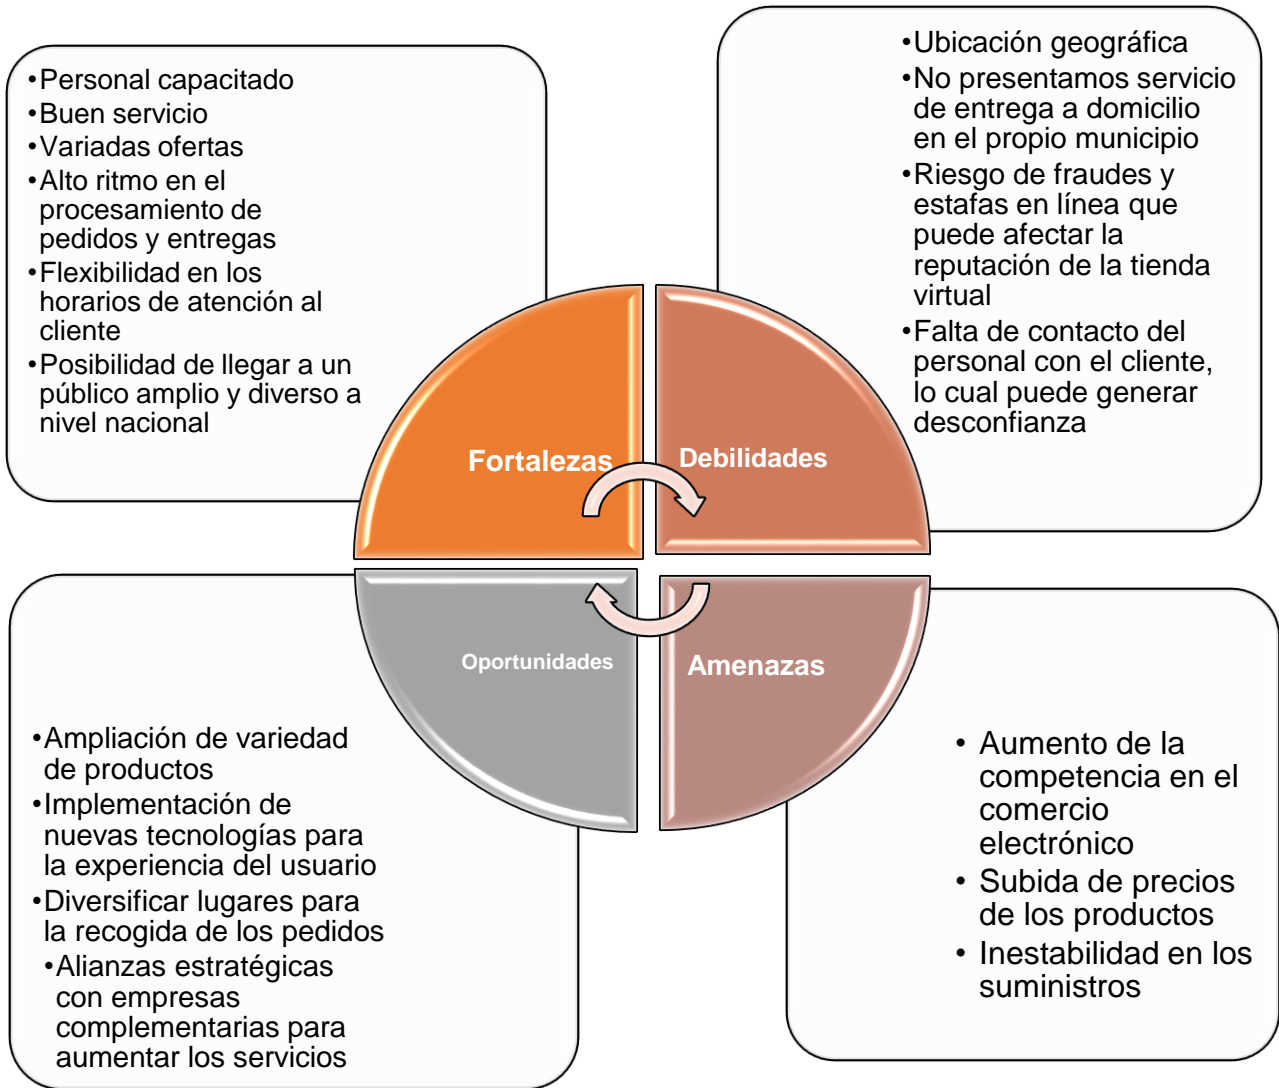 •Personal capacitado
•Buen servicio
•Variadas ofertas
•Alto ritmo en el
procesamiento de
pedidos y entregas
•Flexibilidad en los
horarios de atención al
cliente
•Posibilidad de llegar a un
público amplio y diverso a
nivel nacional
•Ubicación geográfica
•No presentamos servicio
de entrega a domicilio
en el propio municipio
•Riesgo de fraudes y
estafas en línea que
puede afectar la
reputación de la tienda
virtual
•Falta de contacto del
personal con el cliente,
lo cual puede generar
desconfianza
Fortalezas
Debilidades
Oportunidades
Amenazas
•Ampliación de variedad
de productos
•Implementación de
nuevas tecnologías para
la experiencia del usuario
•Diversificar lugares para
la recogida de los pedidos
•Alianzas estratégicas
con empresas
complementarias para
aumentar los servicios
• Aumento de la
competencia en el
comercio
electrónico
• Subida de precios
de los productos
• Inestabilidad en los
suministros